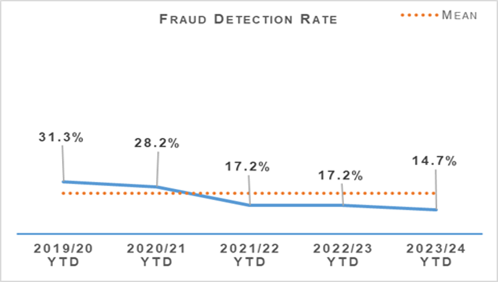 FRAUD DETECTION RATE
MEAN
31.3%
28.2%
17.2%
17.2%
14.7%
2019/20 YTD
2020/21 YTD
2021/22 YTD
2022/23 YTD
2023/24 YTD